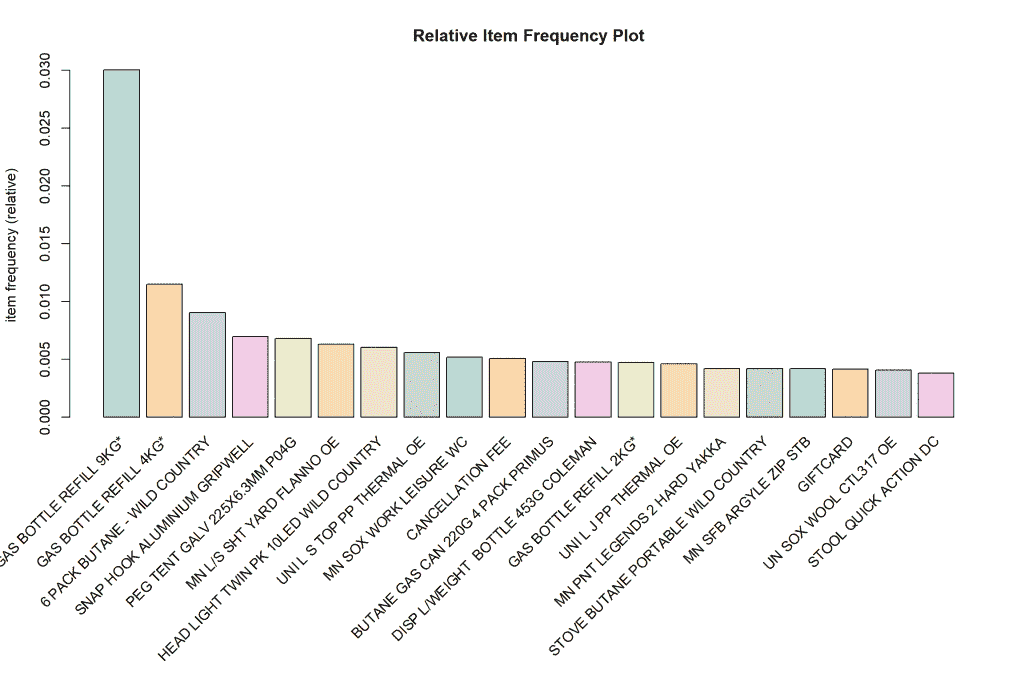 Relative Item Frequency Plot
item frequency (relative)
0.030
0.025
0.020
0.015
0.010
0.005
0.000
GAS BOTTLE REFILL 9KG*
GAS BOTTLE REFILL 4KG*
6 PACK BUTANE - WILD COUNTRY
SNAP HOOK ALUMINIUM GRIPWELL
PEG TENT GALV 225X6.3MM P04G
MN L/S SHT YARD FLANNO OE
HEAD LIGHT TWIN PK 10LED WILD COUNTRY
UNI L S TOP PP THERMAL OE
MN SOX WORK LEISURE WC
CANCELLATION FEE
BUTANE GAS CAN 220G 4 PACK PRIMUS
DISP L/WEIGHT BOTTLE 453G COLEMAN
GAS BOTTLE REFILL 2KG*
UNI L J PP THERMAL OE
MN PNT LEGENDS 2 HARD YAKKA
STOVE BUTANE PORTABLE WILD COUNTRY
MN SFB ARGYLE ZIP STB
GIFTCARD
UN SOX WOOL CTL317 OE
STOOL QUICK ACTION DC